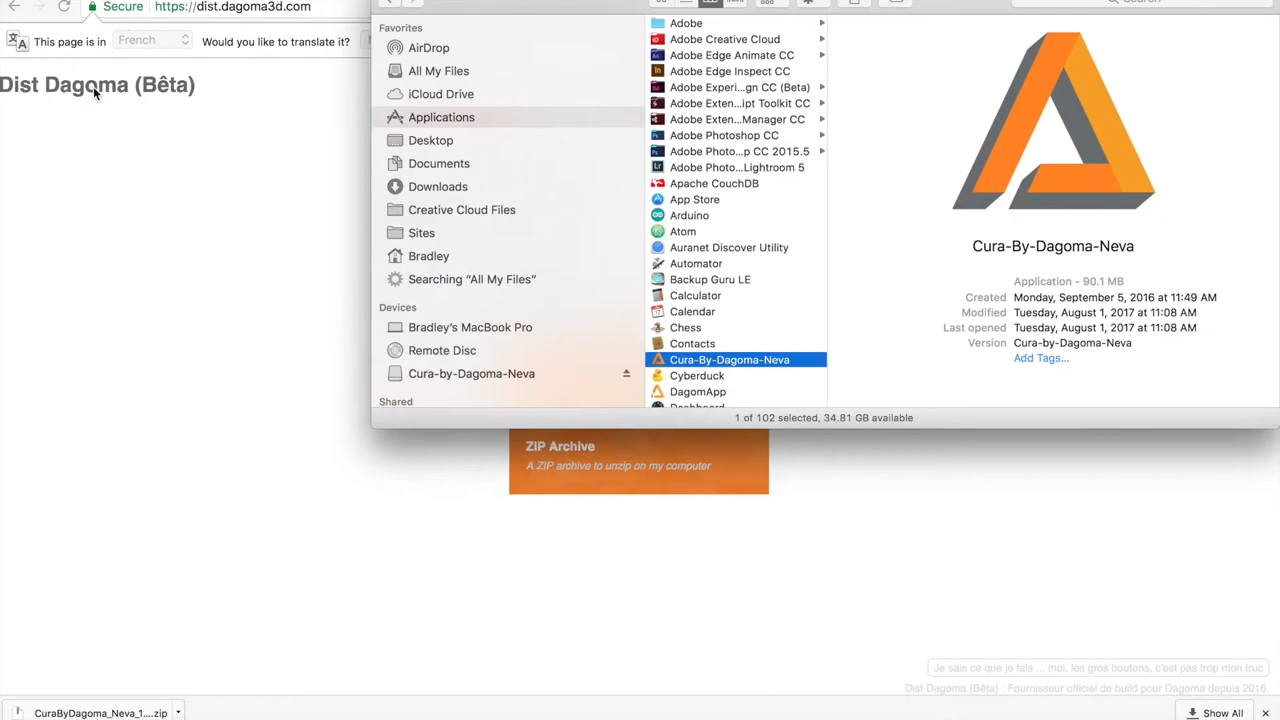 Secure https://dist.dagoma3d.com
This page is in French Would you like to translate it?
Dist Dagoma (Bêta)
Favorites
AirDrop
All My Files
iCloud Drive
Applications
Desktop
Documents
Downloads
Creative Cloud Files
Sites
Bradley
Searching “All My Files”
Devices
Bradley’s MacBook Pro
Remote Disc
Cura-by-Dagoma-Neva
Shared
Search
Adobe
Adobe Creative Cloud
Adobe Edge Animate CC
Adobe Edge Inspect CC
Adobe Experi...gn CC (Beta)
Adobe Exten...ipt Toolkit CC
Adobe Exten...Manager CC
Adobe Photoshop CC
Adobe Photo...p CC 2015.5
Adobe Photo...Lightroom 5
Apache CouchDB
App Store
Arduino
Atom
Auranet Discover Utility
Automator
Backup Guru LE
Calculator
Calendar
Chess
Contacts
Cura-By-Dagoma-Neva
Cyberduck
DagomApp
Dashboard
Cura-By-Dagoma-Neva
Application - 90.1 MB
Created Monday, September 5, 2016 at 11:49 AM
Modified Tuesday, August 1, 2017 at 11:08 AM
Last opened Tuesday, August 1, 2017 at 11:08 AM
Version Cura-by-Dagoma-Neva
Add Tags...
1 of 102 selected, 34.81 GB available
ZIP Archive
A ZIP archive to unzip on my computer
Je sais ce que je fais ... moi, les gros boutons, c'est pas trop mon truc
Dist Dagoma (Bêta) : Fournisseur officiel de build pour Dagoma depuis 2016.
CuraByDagoma_Neva_1....zip
Show All